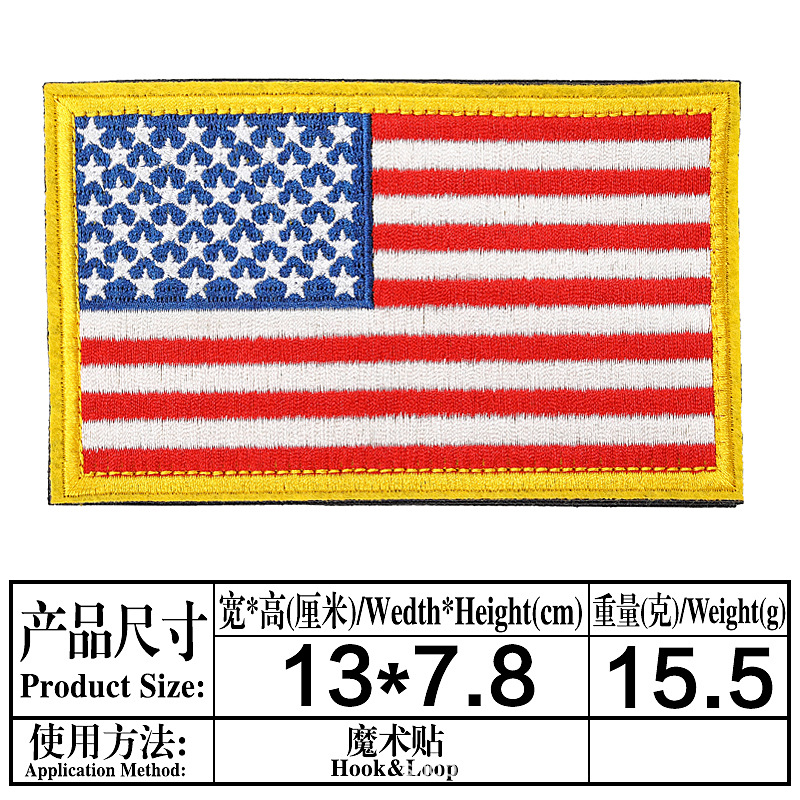 产品尺寸
Product Size:
宽*高(厘米)/Wedth*Height(cm)
重量(克)/Weight(g)
13*7.8
15.5
使用方法:
Application Method:
魔术贴
Hook&Loop